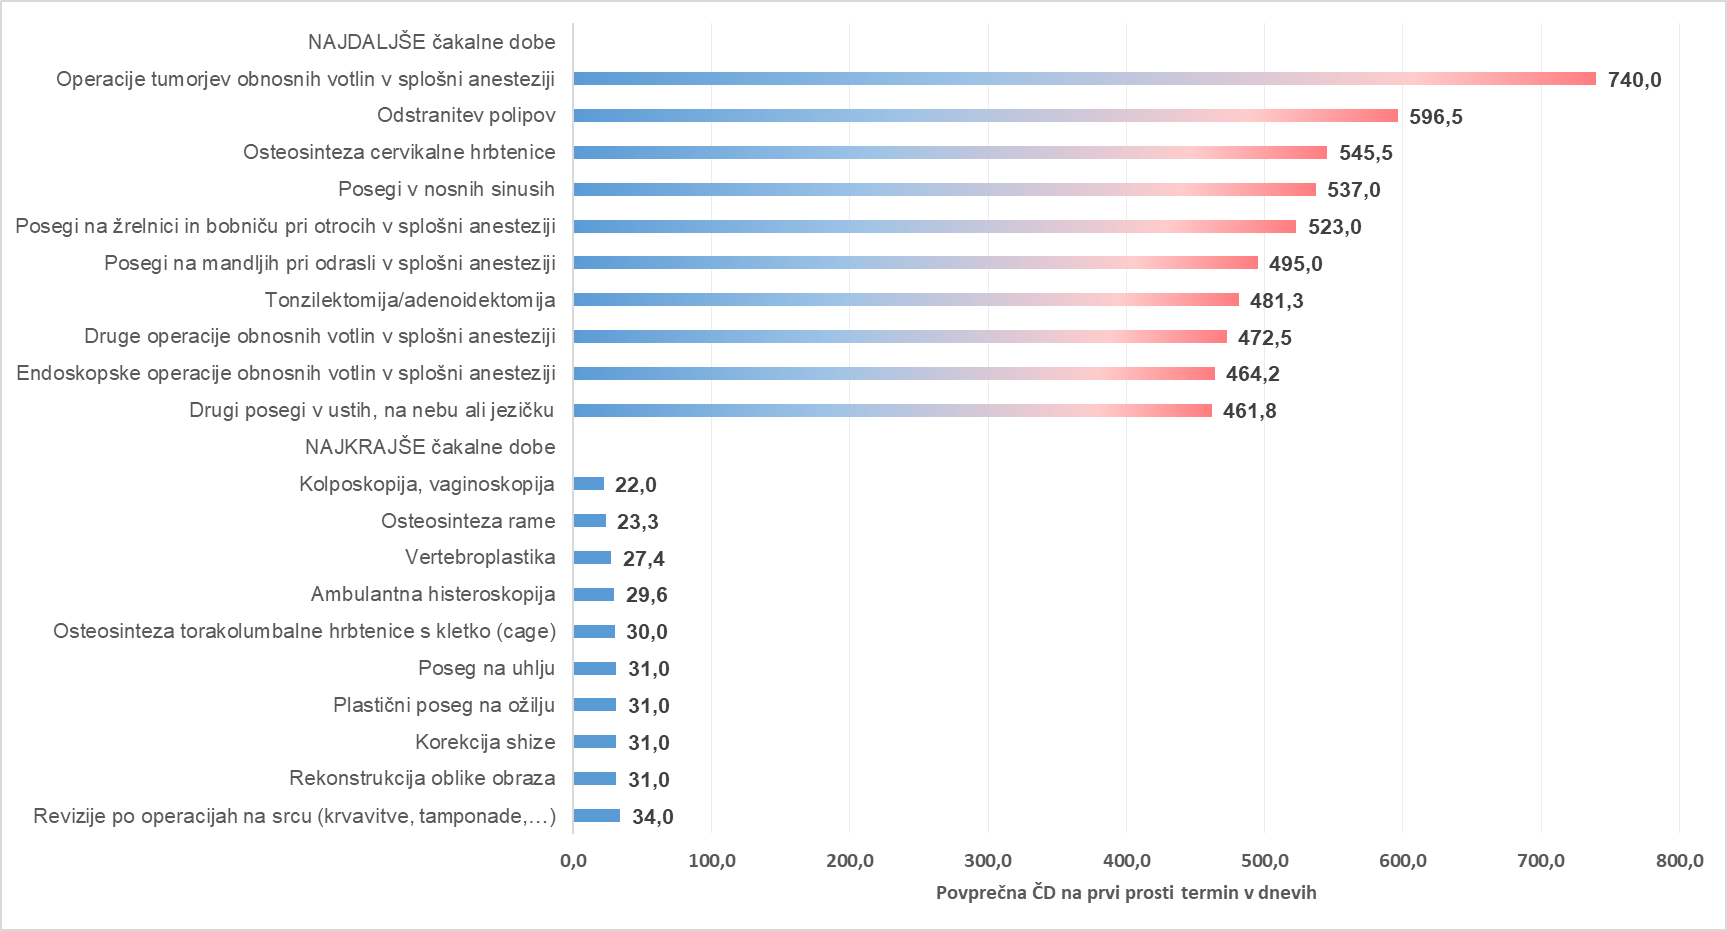 NAJDALJŠE čakalne dobe
Operacije tumorjev obnosnih votlin v splošni anesteziji 740,0
Odstranitev polipov 596,5
Osteosinteza cervikalne hrbtenice 545,5
Posegi v nosnih sinusih 537,0
Posegi na žrelnici in bobniču pri otrocih v splošni anesteziji 523,0
Posegi na mandljih pri odrasli v splošni anesteziji 495,0
Tonzilektomija/adenoidektomija 481,3
Druge operacije obnosnih votlin v splošni anesteziji 472,5
Endoskopske operacije obnosnih votlin v splošni anesteziji 464,2
Drugi posegi v ustih, na nebu ali jezičku 461,8
NAJKRAJŠE čakalne dobe
Kolposkopija, vaginoskopija 22,0
Osteosinteza rame 23,3
Vertebroplastika 27,4
Ambulantna histeroskopija 29,6
Osteosinteza torakolumbalne hrbtenice s kletko (cage) 30,0
Poseg na uhlju 31,0
Plastični poseg na ožilju 31,0
Korekcija shize 31,0
Rekonstrukcija oblike obraza 31,0
Revizije po operacijah na srcu (krvavitve, tamponade,…) 34,0
0,0 100,0 200,0 300,0 400,0 500,0 600,0 700,0 800,0
Povprečna ČD na prvi prosti termin v dnevih